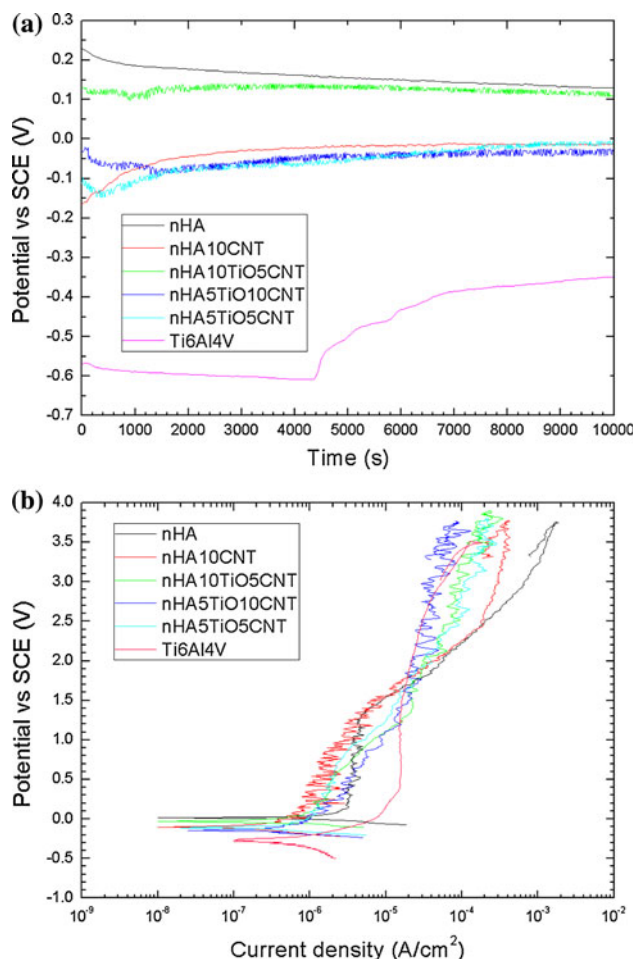 (a)
0.3
0.2
0.1
0.0
-0.1
-0.2
-0.3
-0.4
-0.5
-0.6
-0.7
Potential vs SCE (V)
nHA
nHA10CNT
nHA10TiO5CNT
nHA5TiO10CNT
nHA5TiO5CNT
Ti6Al4V
0 1000 2000 3000 4000 5000 6000 7000 8000 9000 10000
Time (s)
(b)
4.0
3.5
3.0
2.5
2.0
1.5
1.0
0.5
0.0
-0.5
-1.0
Potential vs SCE (V)
nHA
nHA10CNT
nHA10TiO5CNT
nHA5TiO10CNT
nHA5TiO5CNT
Ti6Al4V
10⁻⁹ 10⁻⁸ 10⁻⁷ 10⁻⁶ 10⁻⁵ 10⁻⁴ 10⁻³ 10⁻²
Current density (A/cm²)